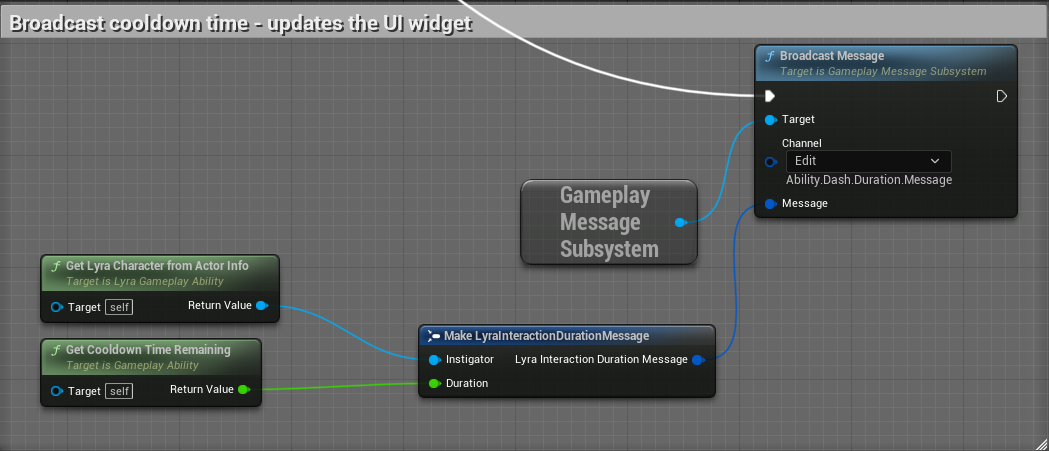 Broadcast cooldown time - updates the UI widget
Broadcast Message
Target is Gameplay Message Subsystem
Target
Channel
Edit
Ability.Dash.Duration.Message
Message
Gameplay
Message
Subsystem
Get Lyra Character from Actor Info
Target is Lyra Gameplay Ability
Target self Return Value
Get Cooldown Time Remaining
Target is Gameplay Ability
Target self Return Value
Make LyraInteractionDurationMessage
Instigator Lyra Interaction Duration Message
Duration